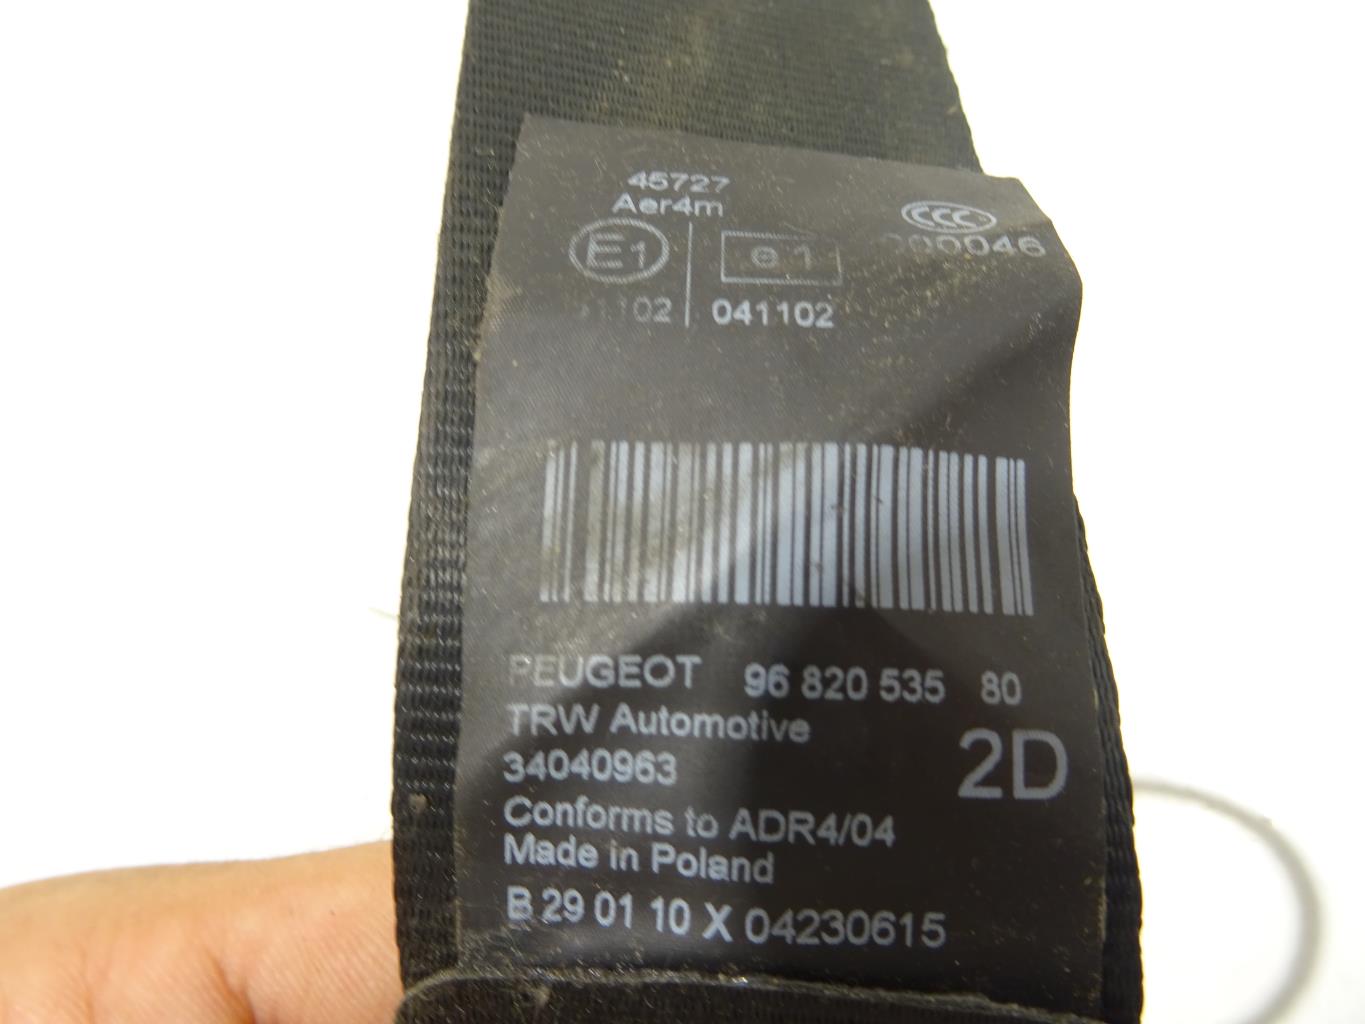 45727
Aer4m
CCC
E1
e1
000046
041102
PEUGEOT 96 820 535 80
TRW Automotive
2D
34040963
Conforms to ADR4/04
Made in Poland
B 29 01 10 X 04230615